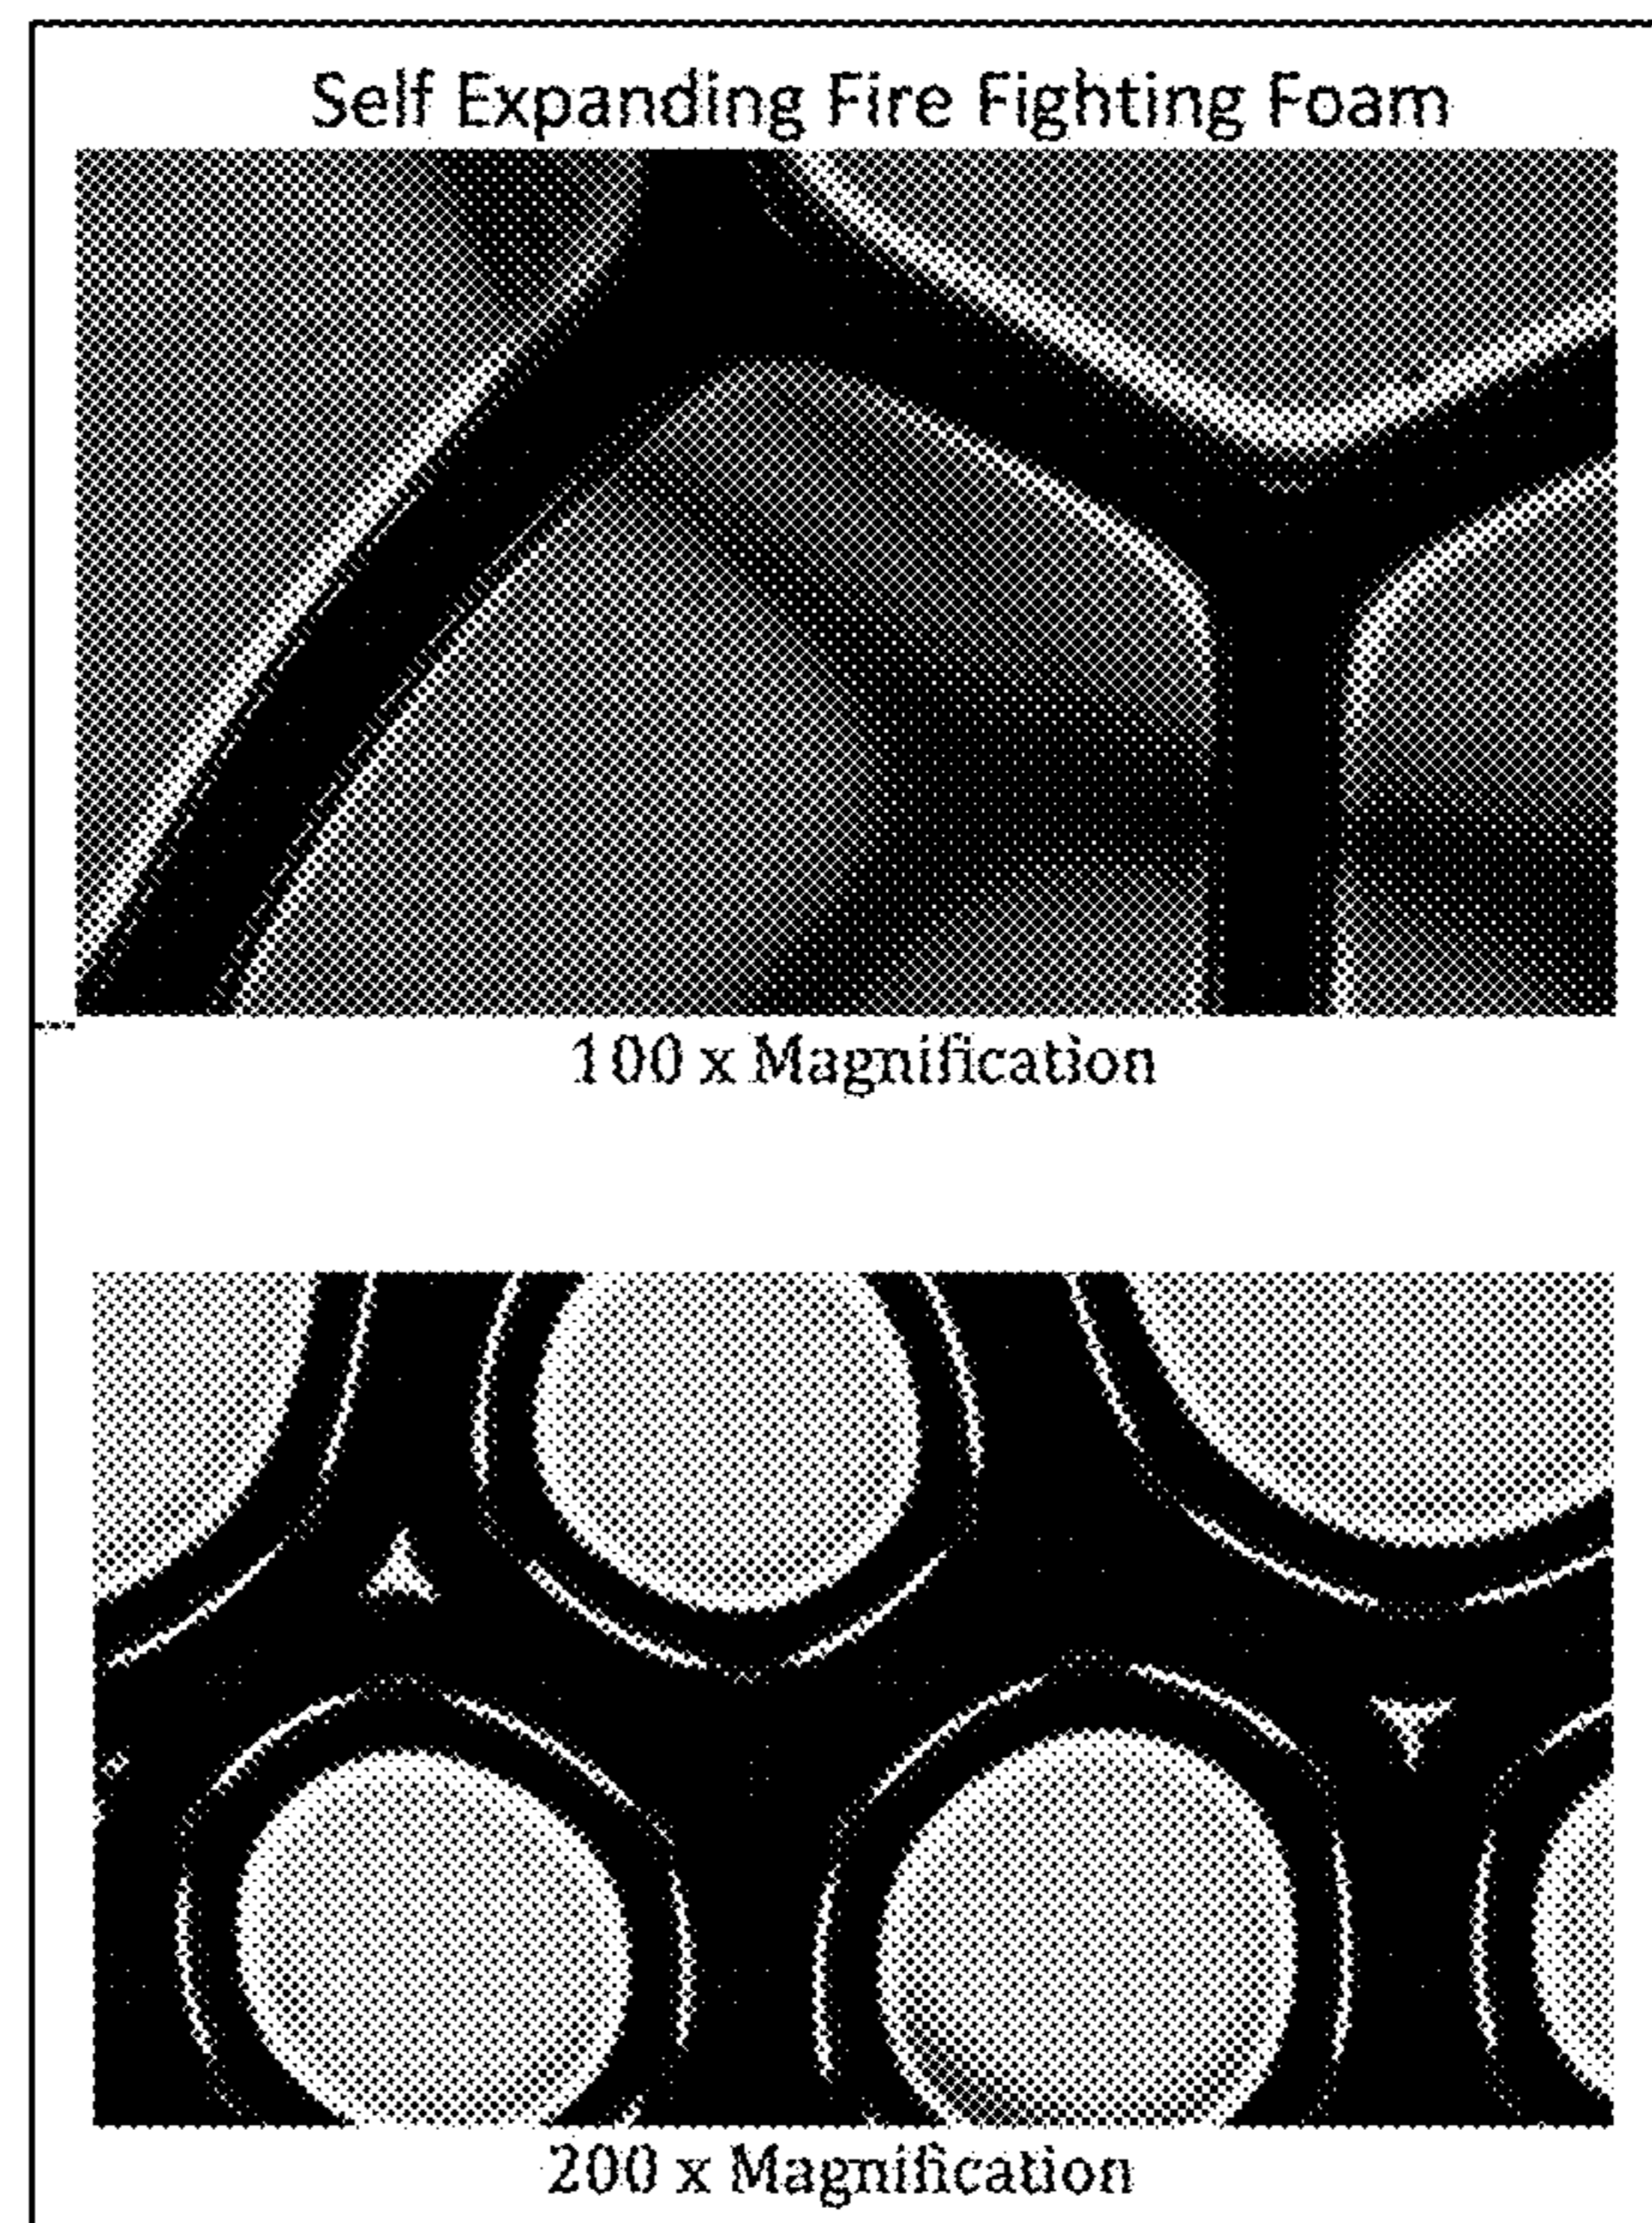 Self Expanding Fire Fighting Foam
100 x Magnification
200 x Magnification